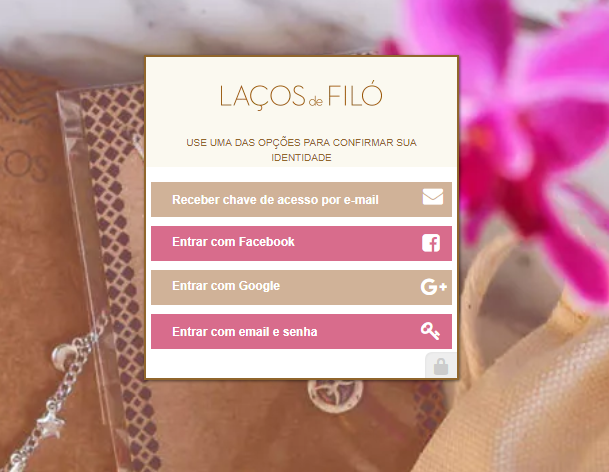 LAÇOS de FILÓ
USE UMA DAS OPÇÕES PARA CONFIRMAR SUA
IDENTIDADE
Receber chave de acesso por e-mail
Entrar com Facebook
Entrar com Google
Entrar com email e senha